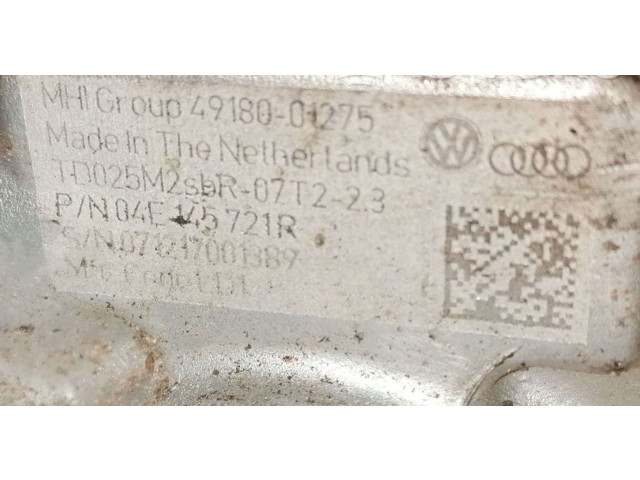 MHI Group 49180-01275
Made In The Netherlands
TD025M2sbR-07T2-2.3
P/N 04E 145 721R
S/N